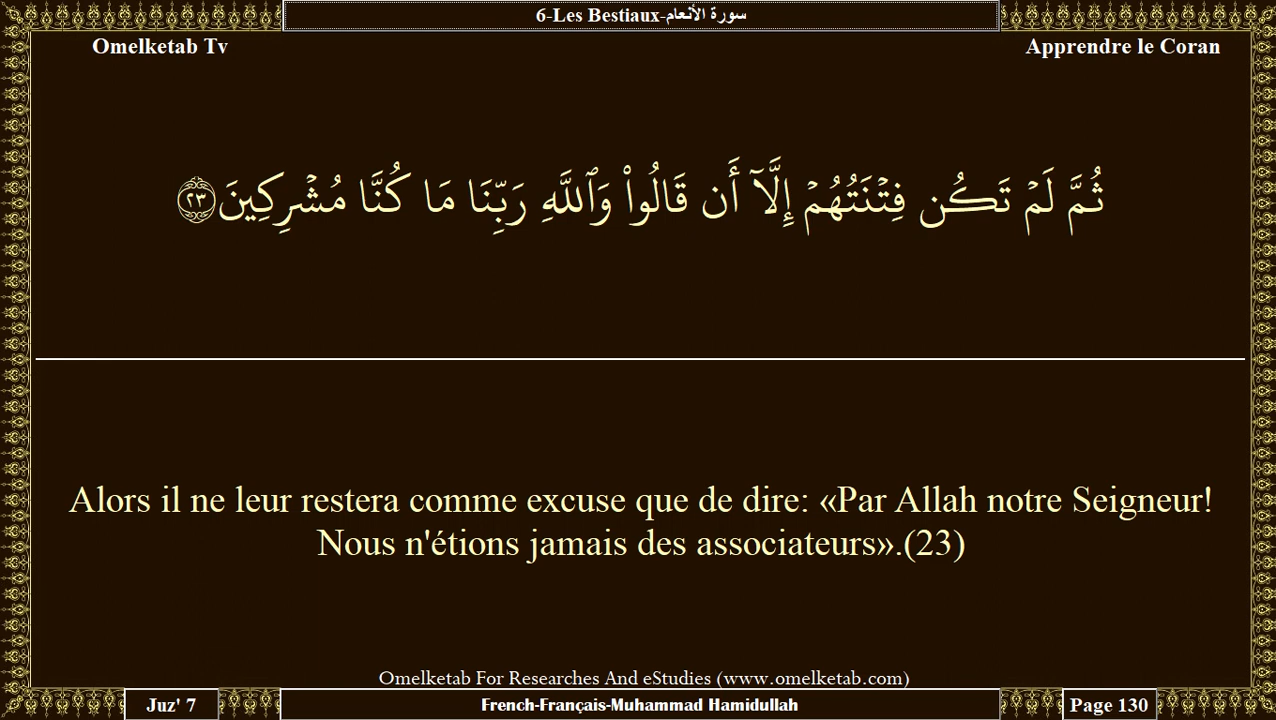 6-Les Bestiaux-سورة الأنعام
Omelketab Tv
Apprendre le Coran
ثُمَّ لَمْ تَكُن فِتْنَتُهُمْ إِلَّآ أَن قَالُوا۟ وَٱللَّهِ رَبِّنَا مَا كُنَّا مُشْرِكِينَ ٢٣
Alors il ne leur restera comme excuse que de dire: «Par Allah notre Seigneur!
Nous n'étions jamais des associateurs».(23)
Omelketab For Researches And eStudies (www.omelketab.com)
Juz' 7
French-Français-Muhammad Hamidullah
Page 130